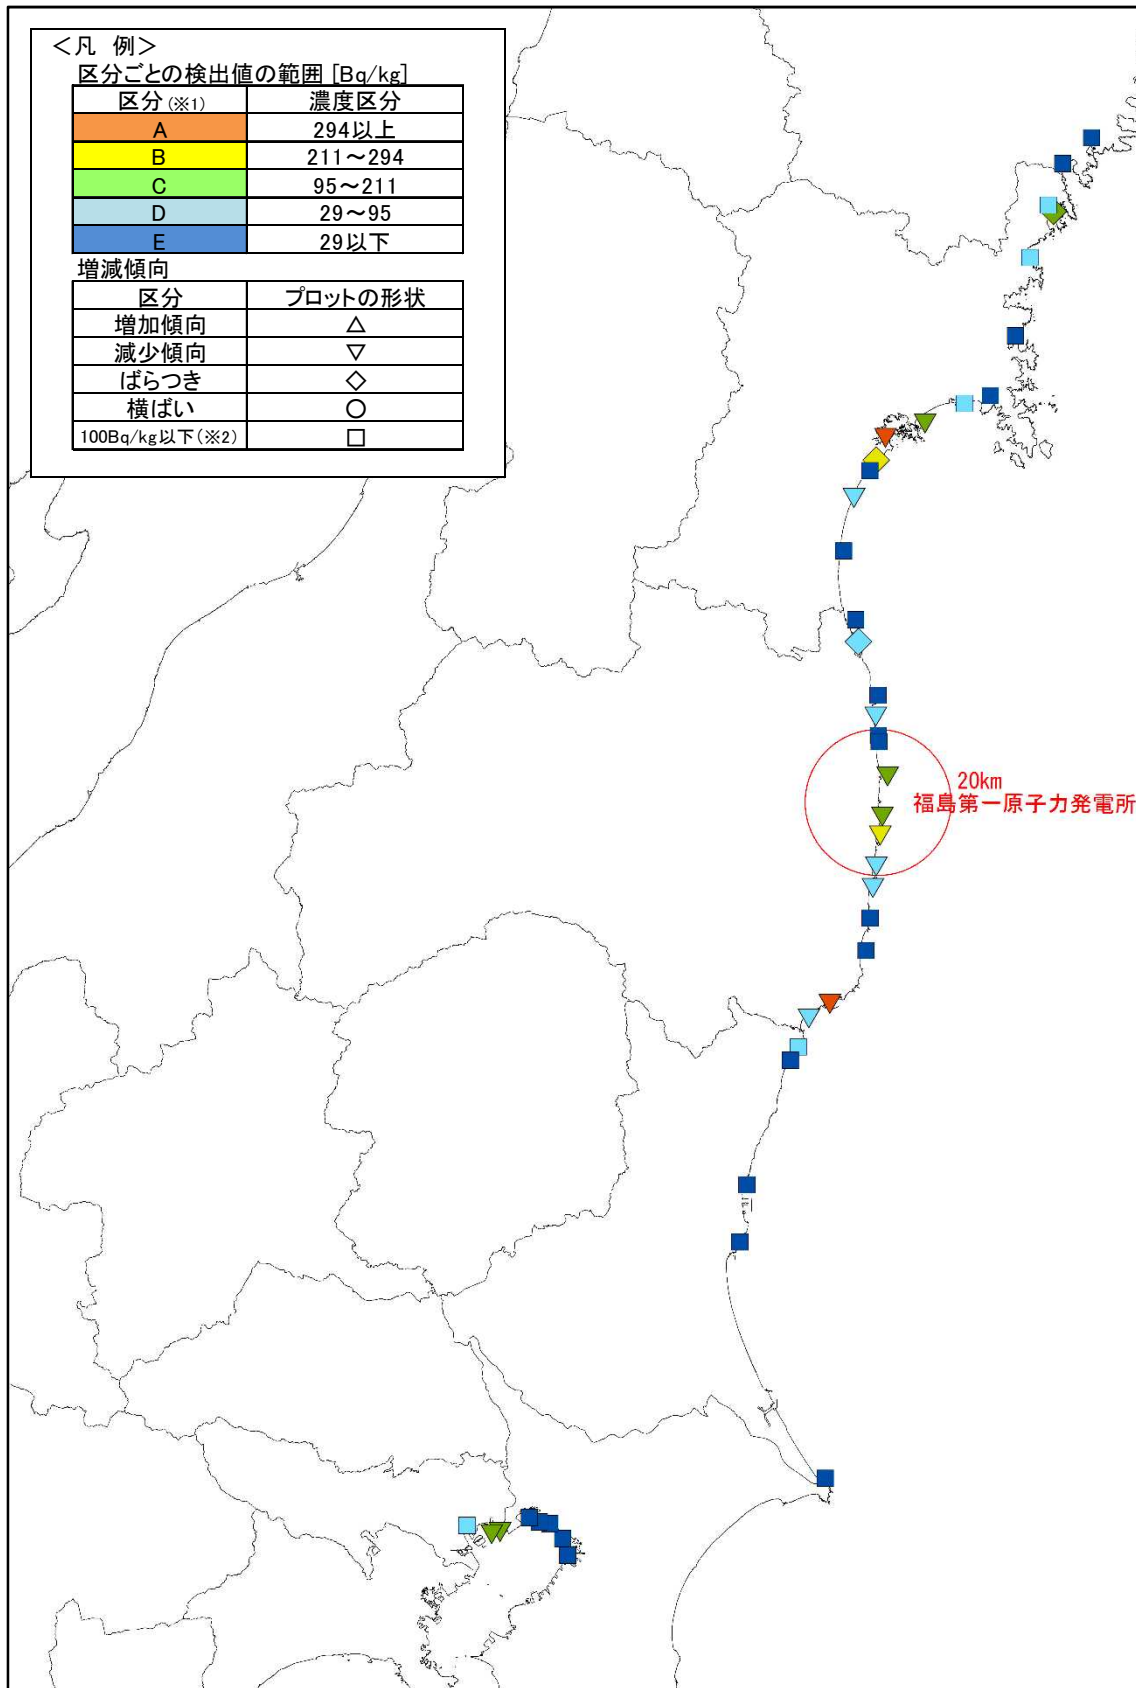 <凡 例>
区分ごとの検出値の範囲 [Bq/kg]
区分(※1) 濃度区分
A 294以上
B 211～294
C 95～211
D 29～95
E 29以下
増減傾向
区分 プロットの形状
増加傾向 △
減少傾向 ▽
ばらつき ◇
横ばい ○
100Bq/kg以下(※2) □
20km
福島第一原子力発電所